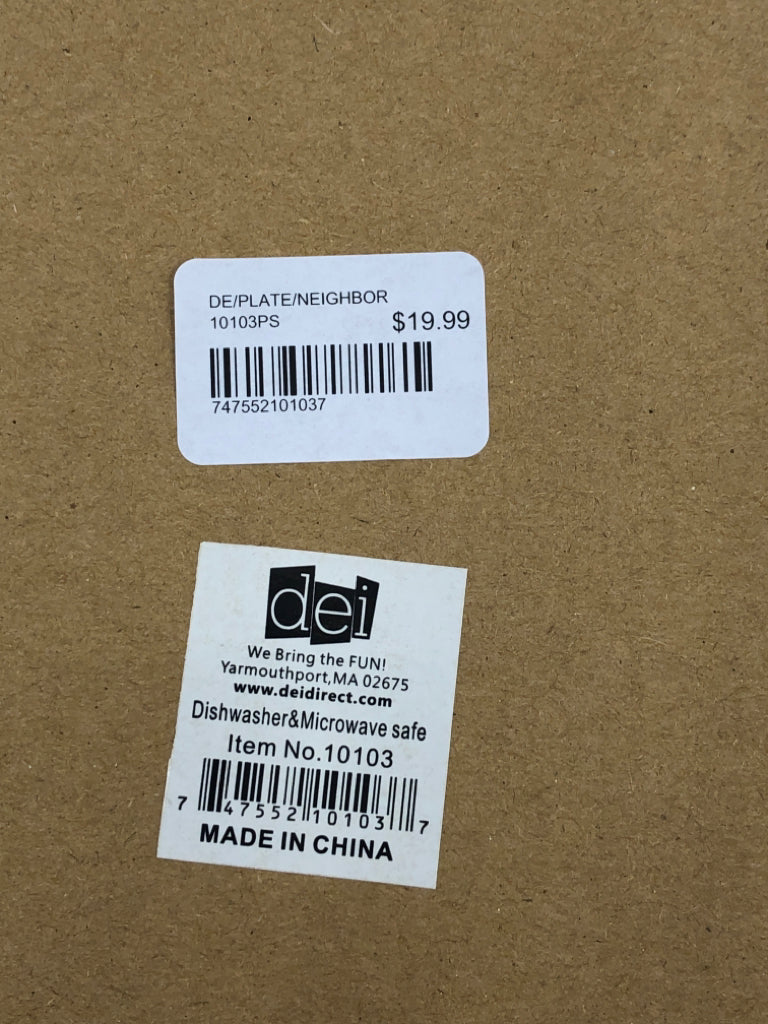 DE/PLATE/NEIGHBOR
10103PS $19.99
747552101037
dei
We Bring the FUN!
Yarmouthport,MA 02675
www.deidirect.com
Dishwasher&Microwave safe
Item No.10103
7 47552 10103 7
MADE IN CHINA